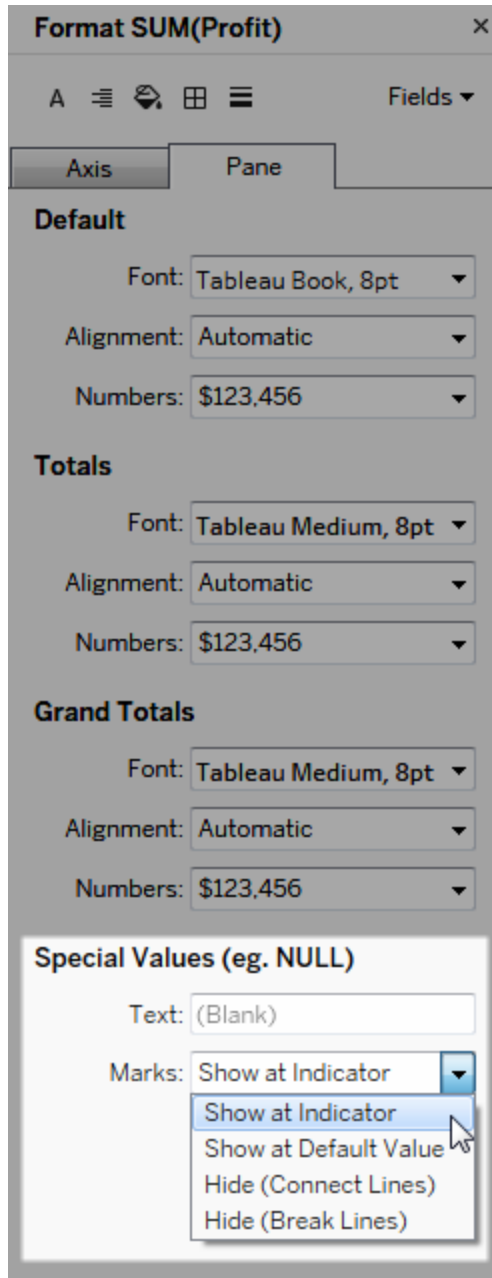 Format SUM(Profit) ×
A Fields
Axis Pane
Default
Font: Tableau Book, 8pt
Alignment: Automatic
Numbers: $123,456
Totals
Font: Tableau Medium, 8pt
Alignment: Automatic
Numbers: $123,456
Grand Totals
Font: Tableau Medium, 8pt
Alignment: Automatic
Numbers: $123,456
Special Values (eg. NULL)
Text: (Blank)
Marks: Show at Indicator
Show at Indicator
Show at Default Value
Hide (Connect Lines)
Hide (Break Lines)